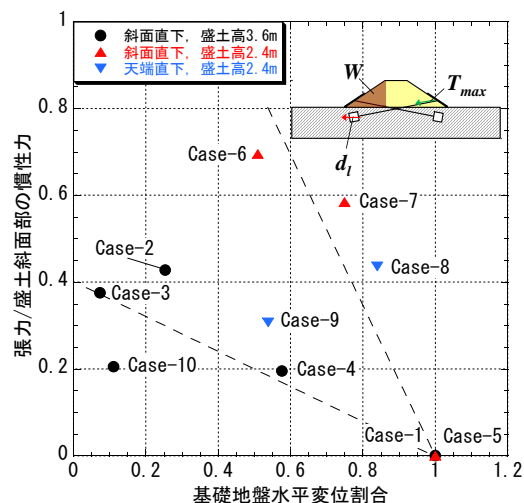 斜面直下, 盛土高3.6m
斜面直下, 盛土高2.4m
天端直下, 盛土高2.4m
W
Tmax
dl
張力/盛土斜面部の慣性力
1
0.8
0.6
0.4
0.2
0
Case-6
Case-7
Case-2
Case-8
Case-3
Case-9
Case-10
Case-4
Case-1
Case-5
0 0.2 0.4 0.6 0.8 1 1.2
基礎地盤水平変位割合